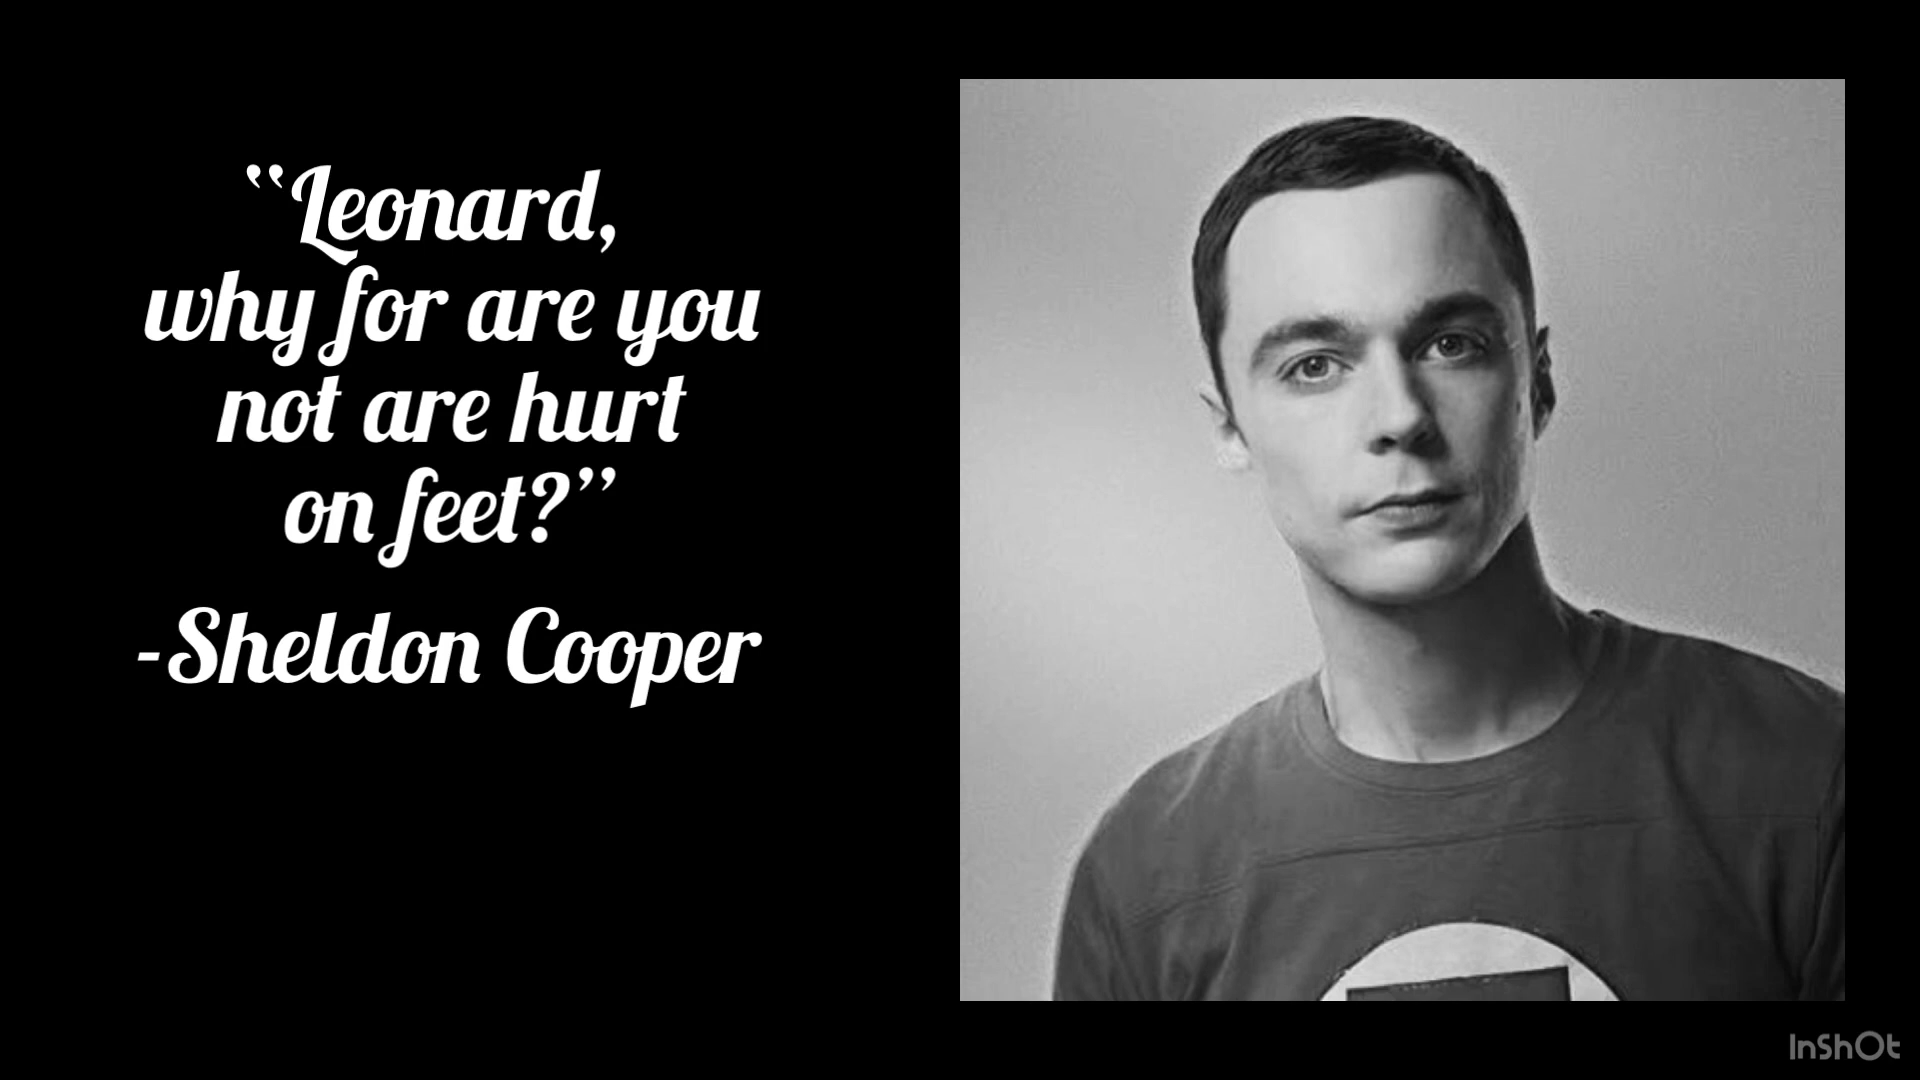 “Leonard,
why for are you
not are hurt
on feet?”
-Sheldon Cooper
InShOt